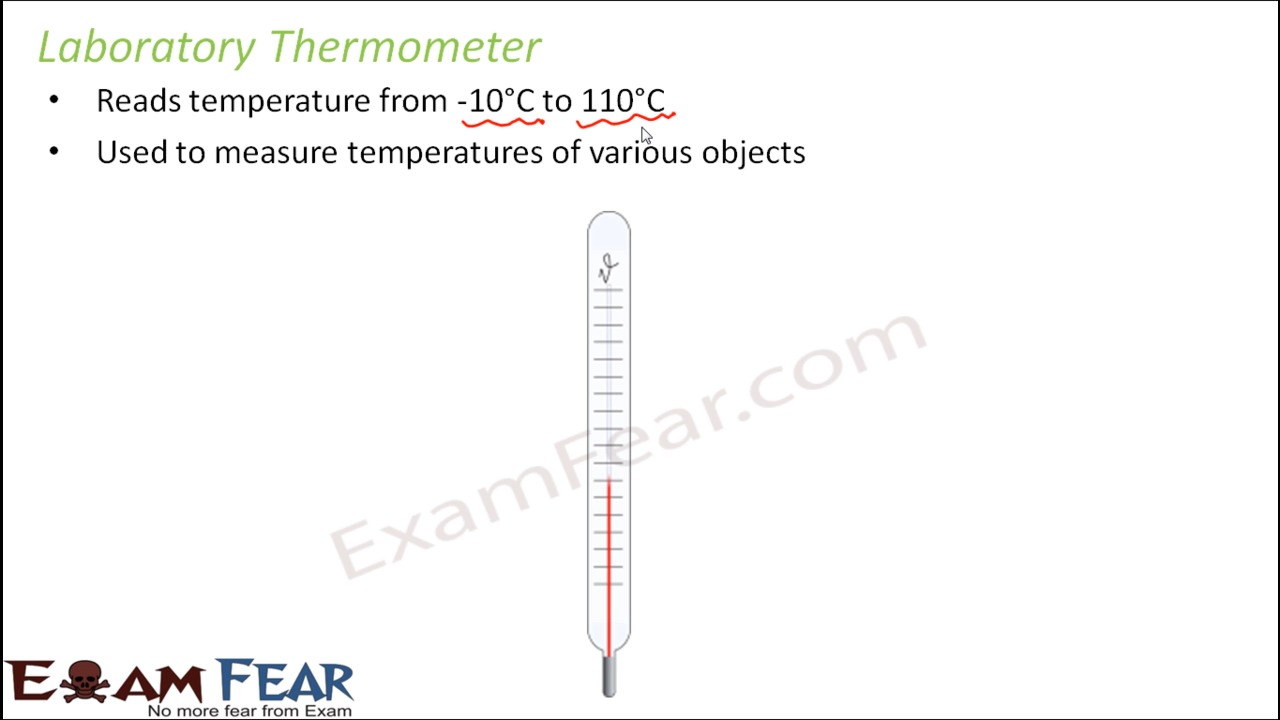 Laboratory Thermometer
• Reads temperature from -10°C to 110°C
• Used to measure temperatures of various objects
ExamFear.com
EXAM FEAR
No more fear from Exam